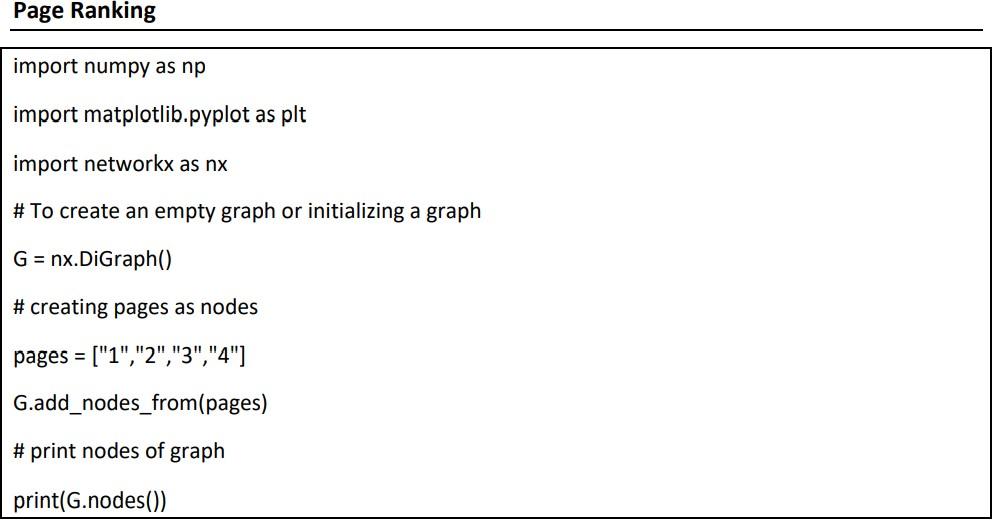 Page Ranking
import numpy as np
import matplotlib.pyplot as plt
import networkx as nx
# To create an empty graph or initializing a graph
G = nx.DiGraph()
# creating pages as nodes
pages = ["1","2","3","4"]
G.add_nodes_from(pages)
# print nodes of graph
print(G.nodes())